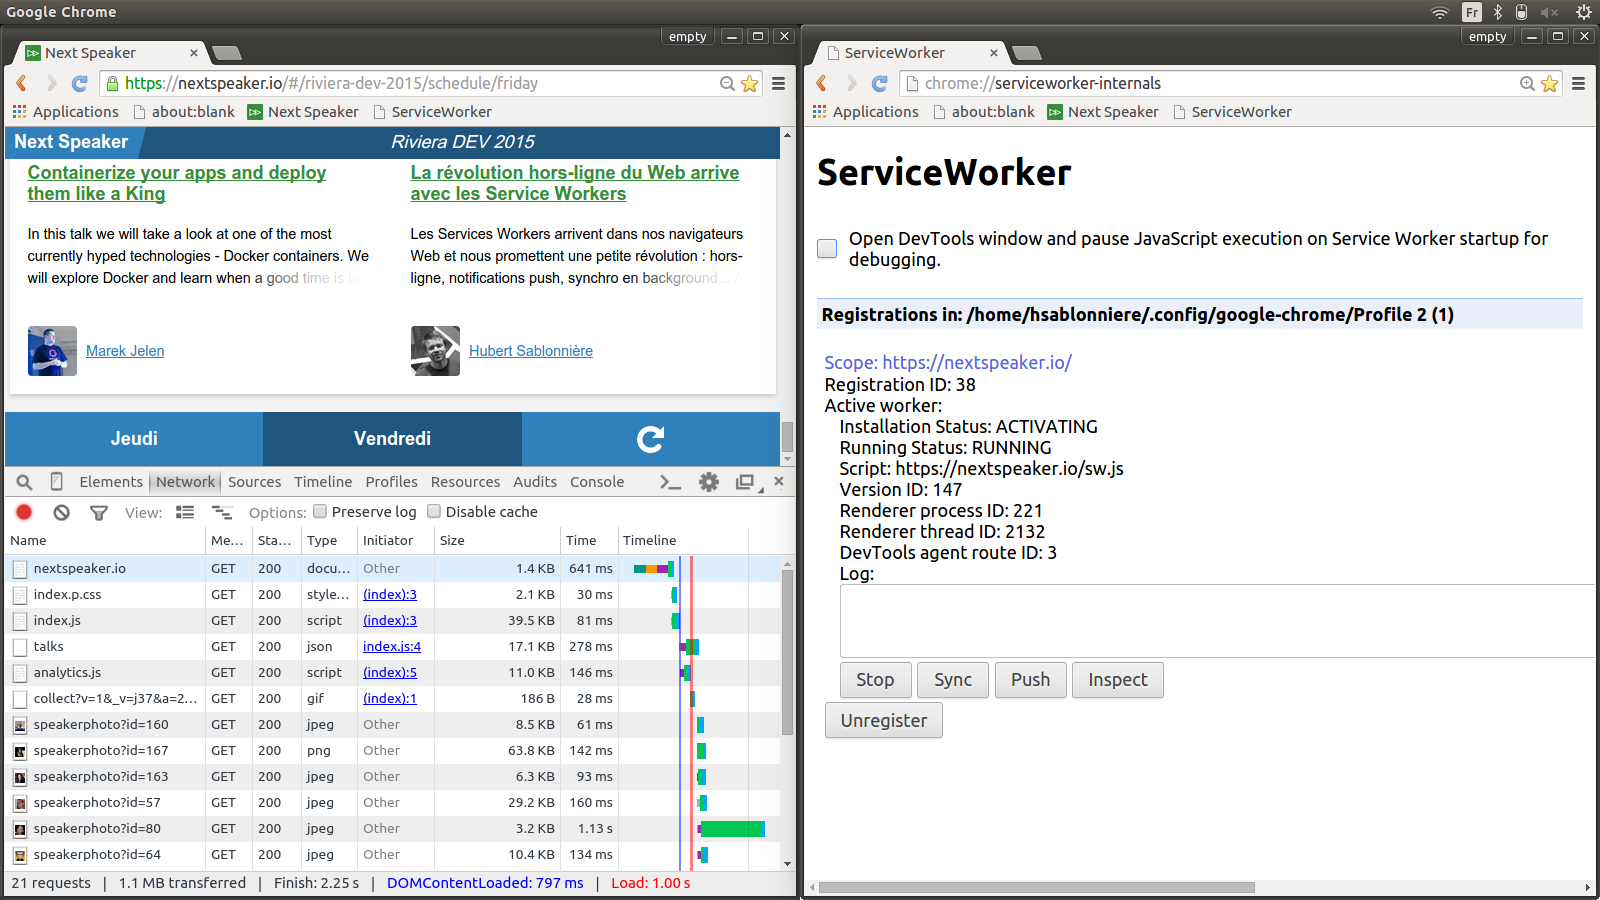 Google Chrome
Fr
empty
Next Speaker
https://nextspeaker.io/#/riviera-dev-2015/schedule/friday
Applications about:blank Next Speaker ServiceWorker
Next Speaker
Riviera DEV 2015
Containerize your apps and deploy
them like a King
In this talk we will take a look at one of the most
currently hyped technologies - Docker containers. We
will explore Docker and learn when a good time is to
Marek Jelen
La révolution hors-ligne du Web arrive
avec les Service Workers
Les Services Workers arrivent dans nos navigateurs
Web et nous promettent une petite révolution : hors-
ligne, notifications push, synchro en background... A
Hubert Sablonnière
Jeudi
Vendredi
Elements Network Sources Timeline Profiles Resources Audits Console
View: Options: Preserve log Disable cache
Name Me... Sta... Type Initiator Size Time Timeline
nextspeaker.io GET 200 docu... Other 1.4 KB 641 ms
index.p.css GET 200 style... (index):3 2.1 KB 30 ms
index.js GET 200 script (index):3 39.5 KB 81 ms
talks GET 200 json index.js:4 17.1 KB 278 ms
analytics.js GET 200 script (index):5 11.0 KB 146 ms
collect?v=1&_v=j37&a=2... GET 200 gif (index):1 186 B 28 ms
speakerphoto?id=160 GET 200 jpeg Other 8.5 KB 61 ms
speakerphoto?id=167 GET 200 png Other 63.8 KB 142 ms
speakerphoto?id=163 GET 200 jpeg Other 6.3 KB 93 ms
speakerphoto?id=57 GET 200 jpeg Other 29.2 KB 160 ms
speakerphoto?id=80 GET 200 jpeg Other 3.2 KB 1.13 s
speakerphoto?id=64 GET 200 jpeg Other 10.4 KB 134 ms
21 requests | 1.1 MB transferred | Finish: 2.25 s | DOMContentLoaded: 797 ms | Load: 1.00 s
empty
ServiceWorker
chrome://serviceworker-internals
Applications about:blank Next Speaker ServiceWorker
ServiceWorker
Open DevTools window and pause JavaScript execution on Service Worker startup for
debugging.
Registrations in: /home/hsablonniere/.config/google-chrome/Profile 2 (1)
Scope: https://nextspeaker.io/
Registration ID: 38
Active worker:
Installation Status: ACTIVATING
Running Status: RUNNING
Script: https://nextspeaker.io/sw.js
Version ID: 147
Renderer process ID: 221
Renderer thread ID: 2132
DevTools agent route ID: 3
Log:
Stop Sync Push Inspect
Unregister